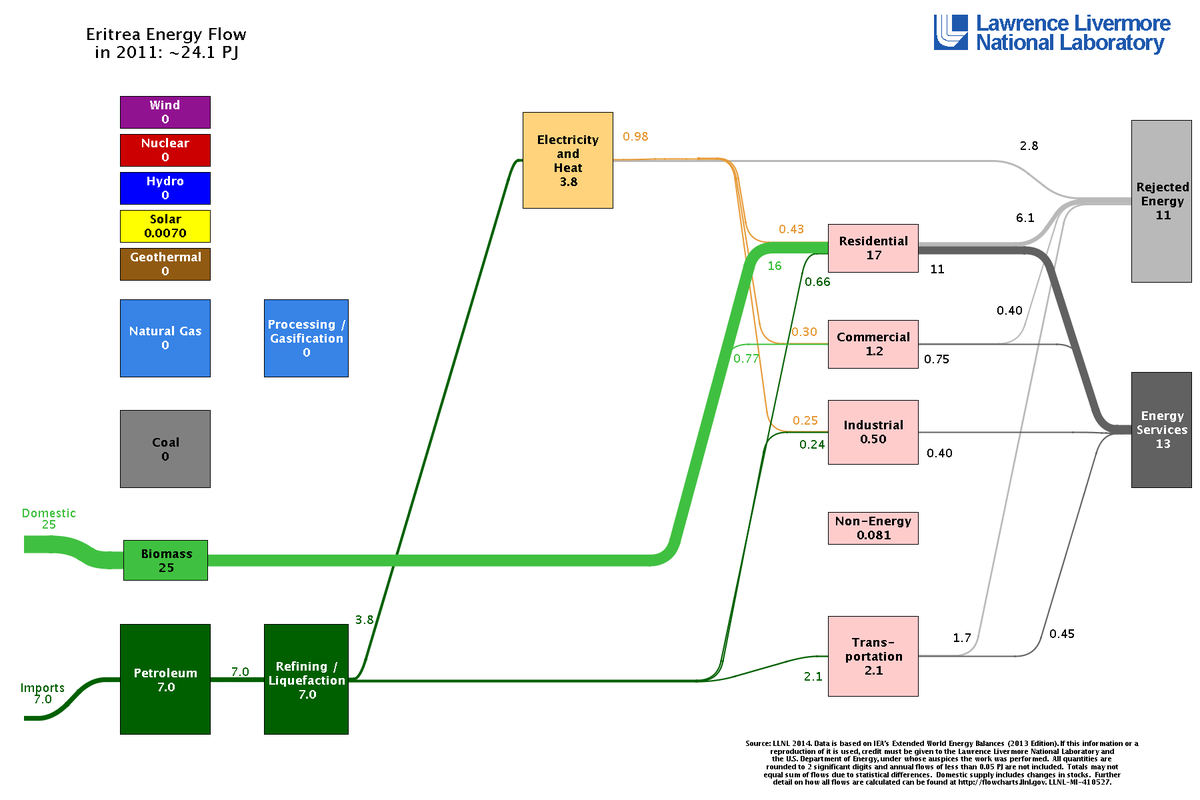 Eritrea Energy Flow
in 2011: ~24.1 PJ
Lawrence Livermore
National Laboratory
Wind
0
Nuclear
0
Hydro
0
Solar
0.0070
Geothermal
0
Natural Gas
0
Processing /
Gasification
0
Coal
0
Domestic
25
Biomass
25
Imports
7.0
Petroleum
7.0
7.0
Refining /
Liquefaction
7.0
3.8
Electricity
and
Heat
3.8
0.98
0.43
16
0.66
0.30
0.77
0.25
0.24
2.1
Residential
17
Commercial
1.2
Industrial
0.50
Non-Energy
0.081
Trans-
portation
2.1
2.8
6.1
11
0.40
0.75
0.40
1.7
0.45
Rejected
Energy
11
Energy
Services
13
Source: LLNL 2014. Data is based on IEA's Extended World Energy Balances (2013 Edition). If this information or a
reproduction of it is used, credit must be given to the Lawrence Livermore National Laboratory and
the U.S. Department of Energy, under whose auspices the work was performed. All quantities are
rounded to 2 significant digits and annual flows of less than 0.05 PJ are not included. Totals may not
equal sum of flows due to statistical differences. Domestic supply includes changes in stocks. Further
detail on how all flows are calculated can be found at http://flowcharts.llnl.gov. LLNL-MI-410527.